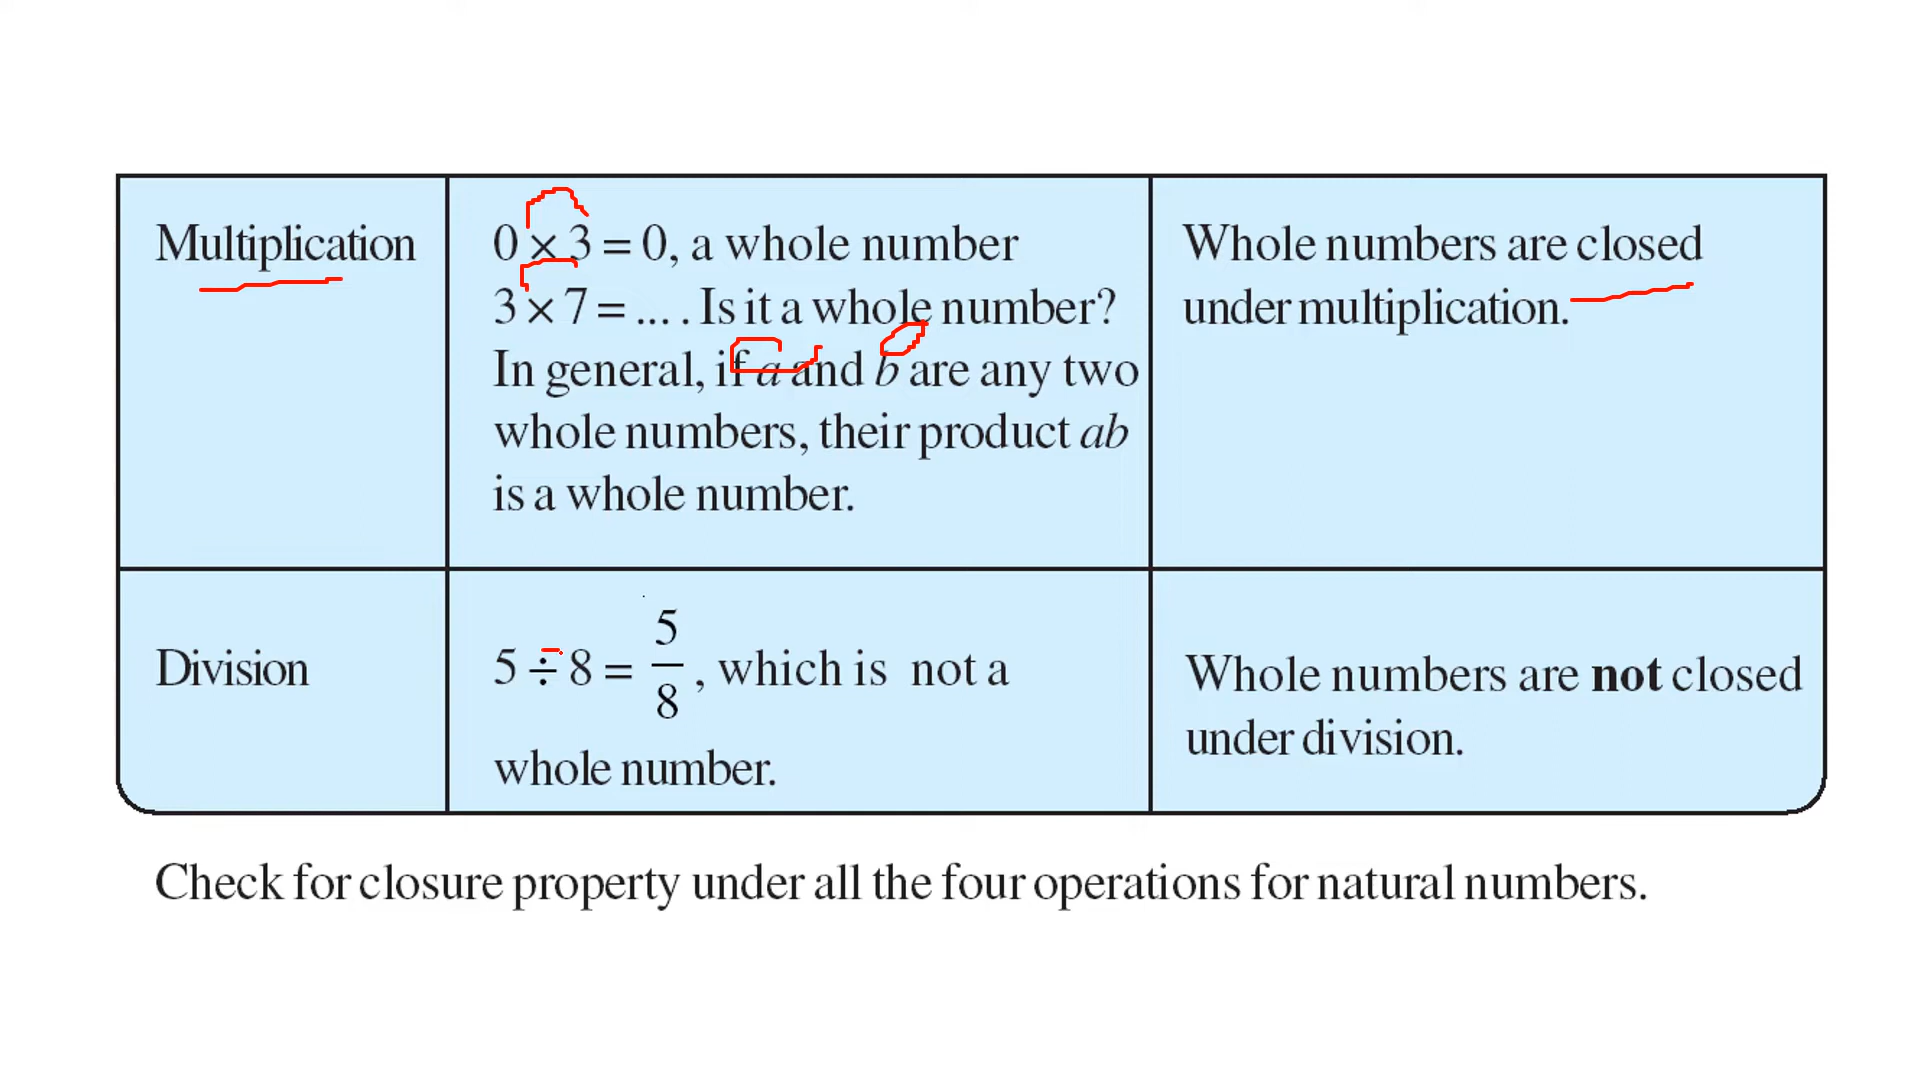 Multiplication
0 × 3 = 0, a whole number
3 × 7 = ... . Is it a whole number?
In general, if a and b are any two
whole numbers, their product ab
is a whole number.
Whole numbers are closed
under multiplication.
Division
5 ÷ 8 = 5/8 , which is not a
whole number.
Whole numbers are not closed
under division.
Check for closure property under all the four operations for natural numbers.